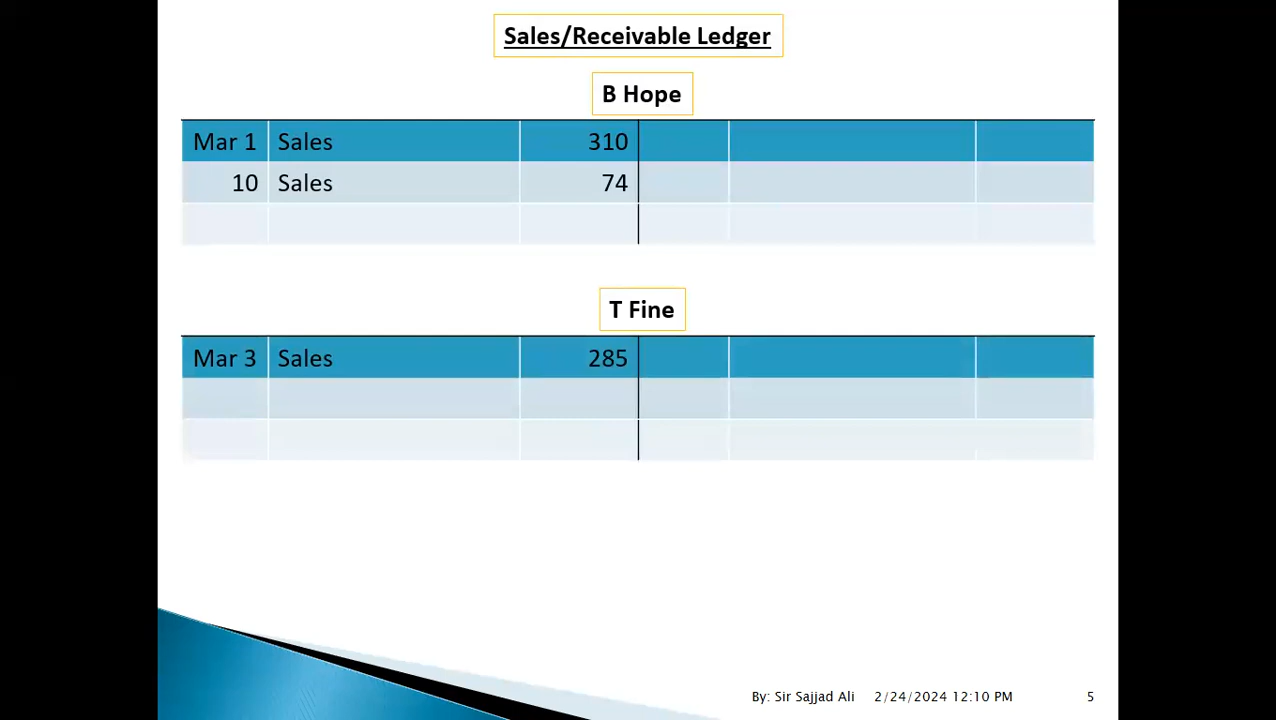 Sales/Receivable Ledger
B Hope
Mar 1 Sales 310
10 Sales 74
T Fine
Mar 3 Sales 285
By: Sir Sajjad Ali 2/24/2024 12:10 PM 5